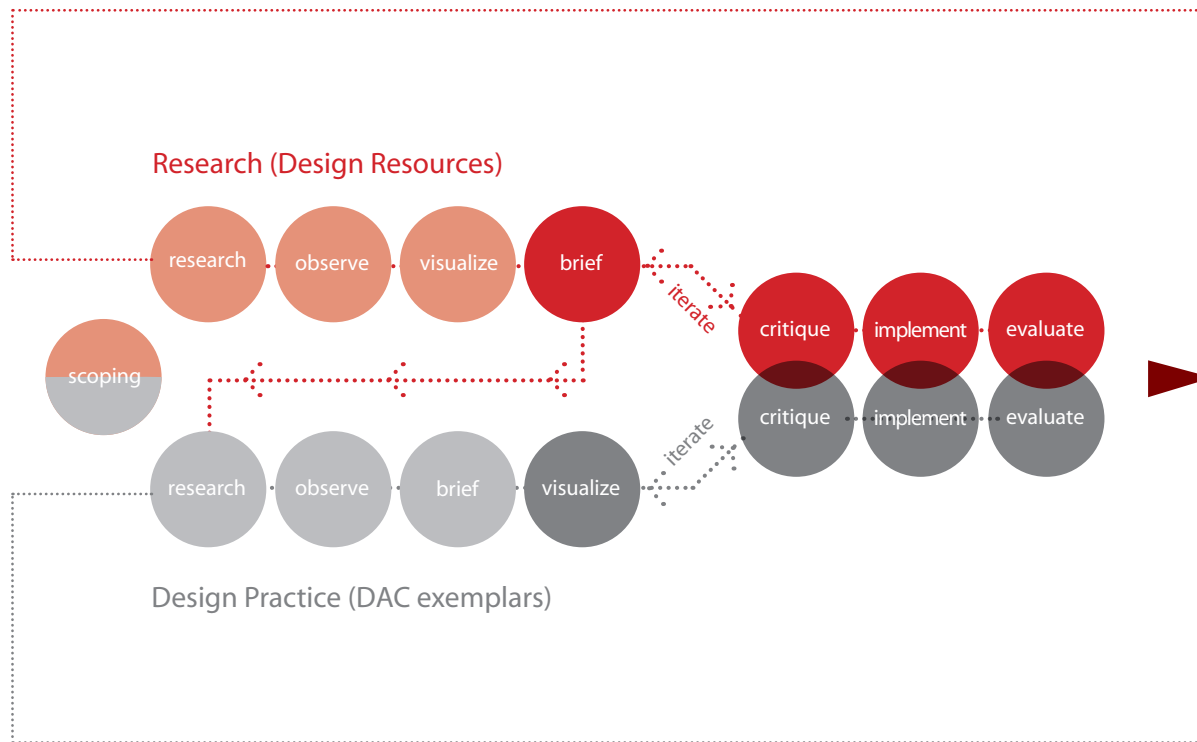 Research (Design Resources)
research observe visualize brief
iterate
critique implement evaluate
scoping
critique implement evaluate
iterate
research observe brief visualize
Design Practice (DAC exemplars)